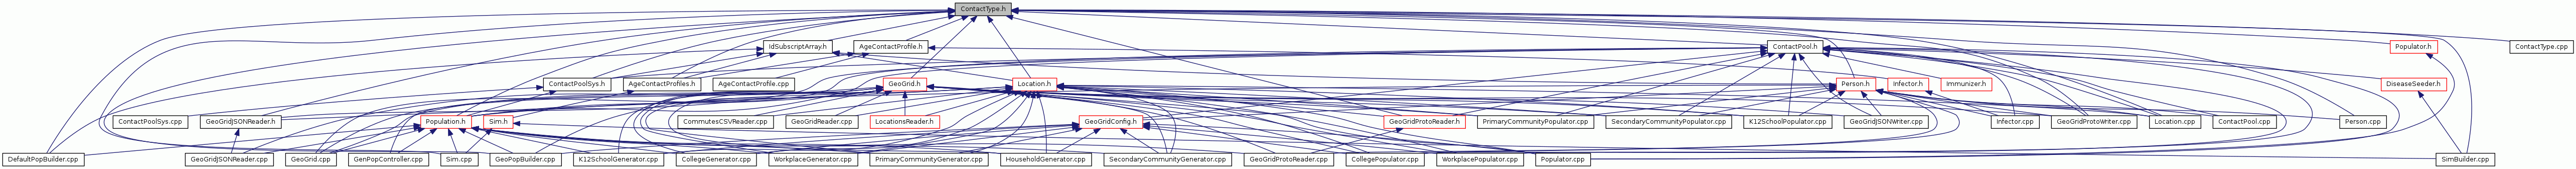 ContactType.h
IdSubscriptArray.h
AgeContactProfile.h
ContactPool.h
Populator.h
ContactType.cpp
ContactPoolSys.h
AgeContactProfiles.h
AgeContactProfile.cpp
GeoGrid.h
Location.h
Person.h
Infector.h
Immunizer.h
DiseaseSeeder.h
ContactPoolSys.cpp
GeoGridJSONReader.h
Population.h
Sim.h
CommutesCSVReader.cpp
GeoGridReader.cpp
LocationsReader.h
GeoGridConfig.h
GeoGridProtoReader.h
PrimaryCommunityPopulator.cpp
SecondaryCommunityPopulator.cpp
K12SchoolPopulator.cpp
GeoGridJSONWriter.cpp
Infector.cpp
GeoGridProtoWriter.cpp
Location.cpp
ContactPool.cpp
Person.cpp
DefaultPopBuilder.cpp
GeoGridJSONReader.cpp
GeoGrid.cpp
GenPopController.cpp
Sim.cpp
GeoPopBuilder.cpp
K12SchoolGenerator.cpp
CollegeGenerator.cpp
WorkplaceGenerator.cpp
PrimaryCommunityGenerator.cpp
HouseholdGenerator.cpp
SecondaryCommunityGenerator.cpp
GeoGridProtoReader.cpp
CollegePopulator.cpp
WorkplacePopulator.cpp
Populator.cpp
SimBuilder.cpp